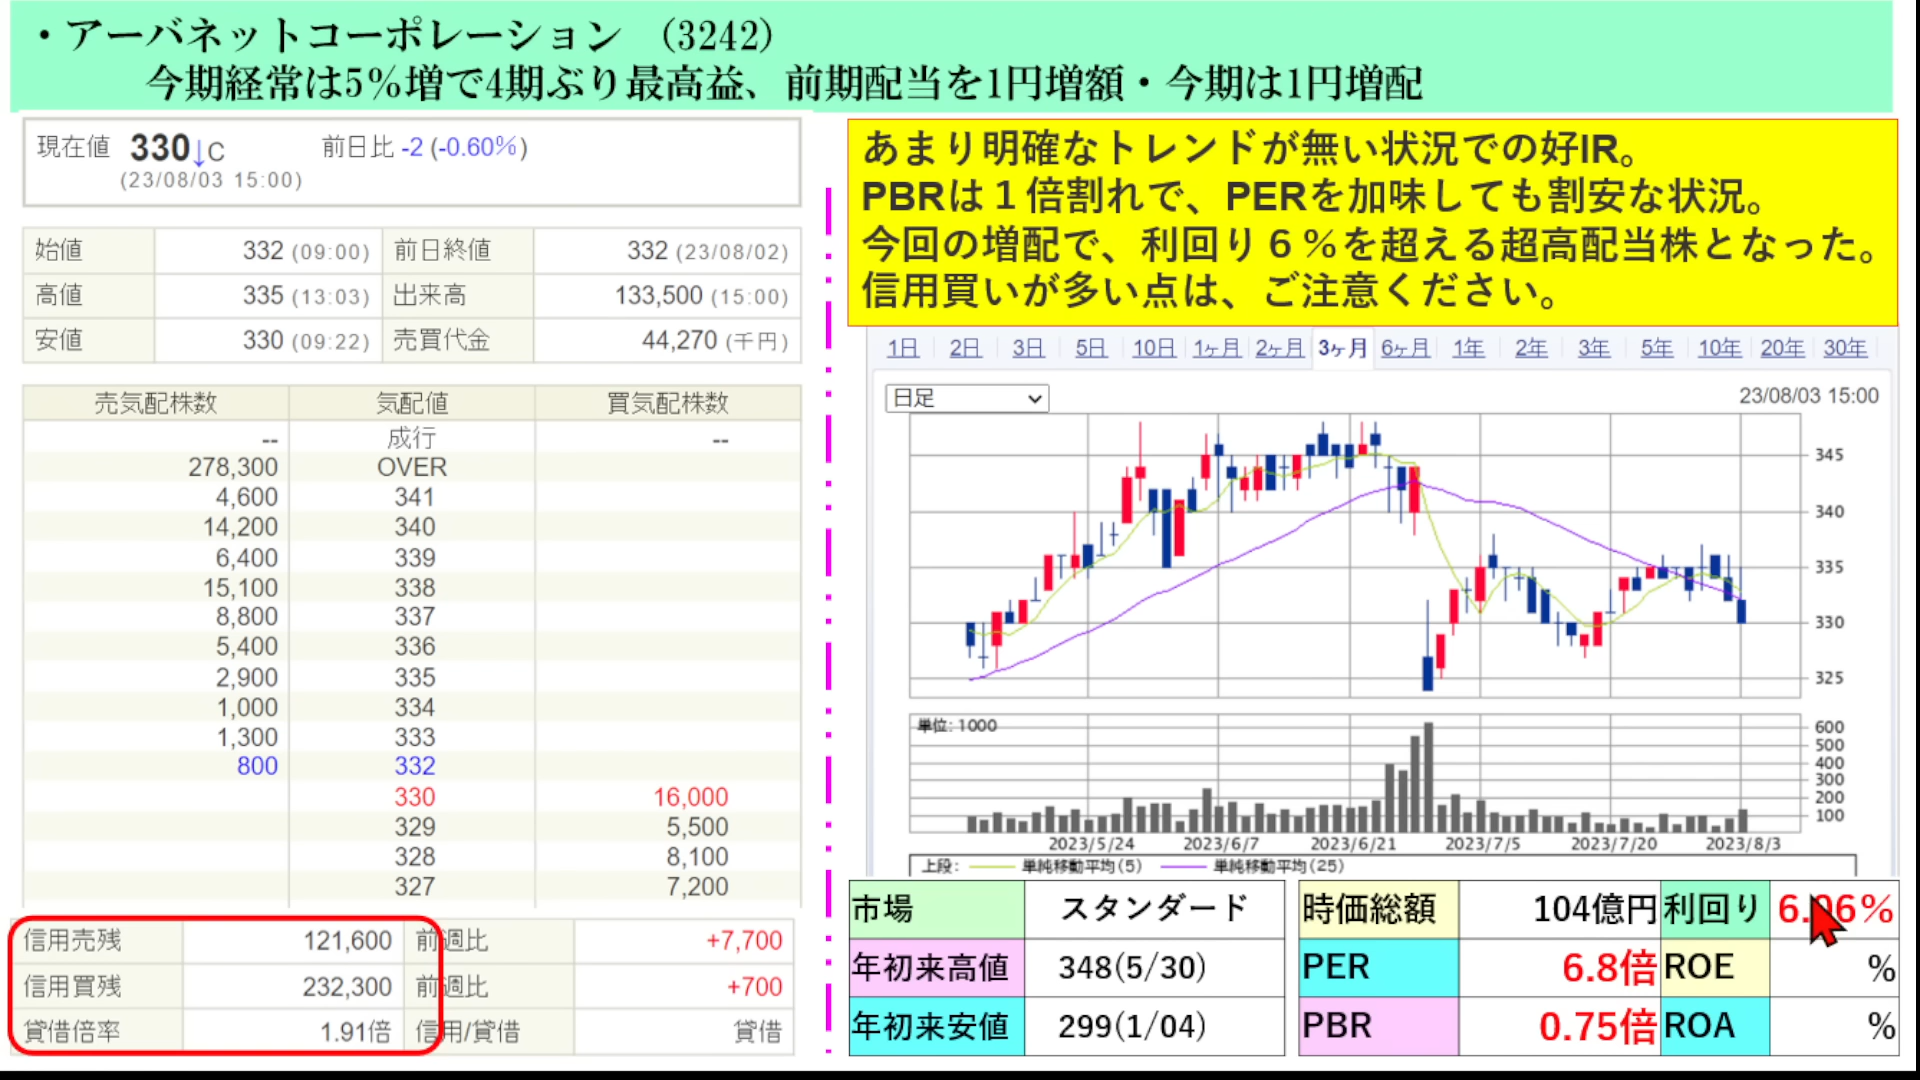 ・アーバネットコーポレーション （3242）
今期経常は5％増で4期ぶり最高益、前期配当を1円増額・今期は1円増配
現在値 330↓C 前日比 -2 (-0.60%)
(23/08/03 15:00)
始値 332 (09:00) 前日終値 332 (23/08/02)
高値 335 (13:03) 出来高 133,500 (15:00)
安値 330 (09:22) 売買代金 44,270 (千円)
売気配株数 気配値 買気配株数
-- 成行 --
278,300 OVER
4,600 341
14,200 340
6,400 339
15,100 338
8,800 337
5,400 336
2,900 335
1,000 334
1,300 333
800 332
330 16,000
329 5,500
328 8,100
327 7,200
信用売残 121,600 前週比 +7,700
信用買残 232,300 前週比 +700
貸借倍率 1.91倍 信用/貸借 貸借
あまり明確なトレンドが無い状況での好IR。
PBRは１倍割れで、PERを加味しても割安な状況。
今回の増配で、利回り６％を超える超高配当株となった。
信用買いが多い点は、ご注意ください。
1日 2日 3日 5日 10日 1ヶ月 2ヶ月 3ヶ月 6ヶ月 1年 2年 3年 5年 10年 20年 30年
日足 23/08/03 15:00
345
340
335
330
325
単位: 1000
600
500
400
300
200
100
2023/5/24 2023/6/7 2023/6/21 2023/7/5 2023/7/20 2023/8/3
上段: 単純移動平均(5) 単純移動平均(25)
市場 スタンダード 時価総額 104億円 利回り
年初来高値 348(5/30) PER 6.8倍 ROE %
年初来安値 299(1/04) PBR 0.75倍 ROA %